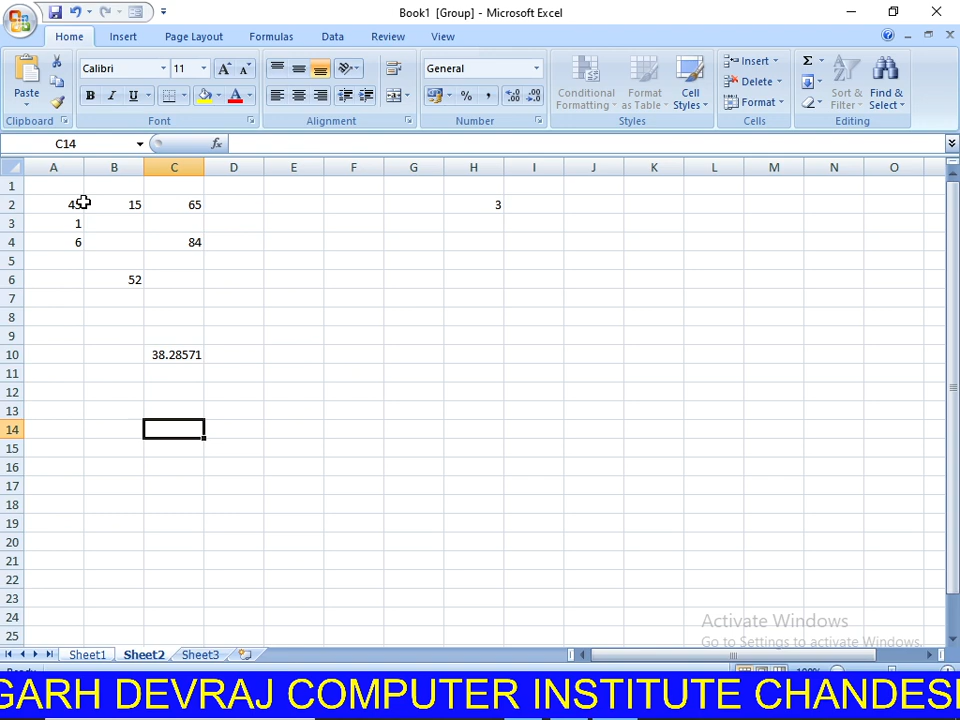 Book1 [Group] - Microsoft Excel
Home Insert Page Layout Formulas Data Review View
Paste
Calibri 11
General
Conditional Formatting
Format as Table
Cell Styles
Insert
Delete
Format
Sort & Filter
Find & Select
Clipboard Font Alignment Number Styles Cells Editing
C14 fx
A B C D E F G H I J K L M N O
1
2 45 15 65 3
3 1
4 6 84
5
6 52
7
8
9
10 38.28571
11
12
13
14
15
16
17
18
19
20
21
22
23
24 Activate Windows
25 Go to Settings to activate Windows.
Sheet1 Sheet2 Sheet3
GARH DEVRAJ COMPUTER INSTITUTE CHANDES